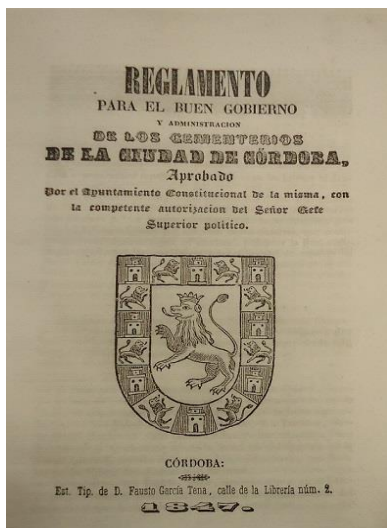 REGLAMENTO
PARA EL BUEN GOBIERNO
Y ADMINISTRACION
DE LOS CEMENTERIOS
DE LA CIUDAD DE CÓRDOBA,
Aprobado
Por el Ayuntamiento Constitucional de la misma, con
la competente autorizacion del Señor Gefe
Superior político.
CÓRDOBA:
Est. Tip. de D. Fausto García Tena, calle de la Librería núm. 2.
1847.